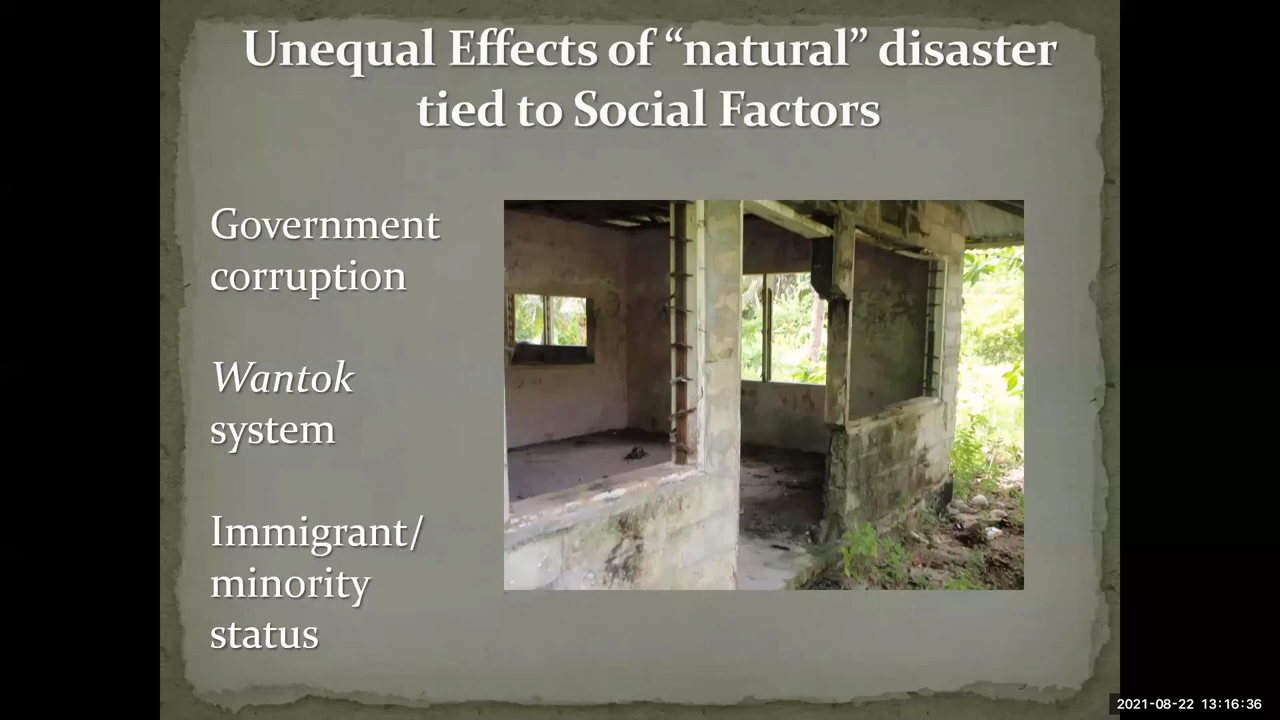 Unequal Effects of “natural” disaster
tied to Social Factors
Government
corruption
Wantok
system
Immigrant/
minority
status
2021-08-22 13:16:36